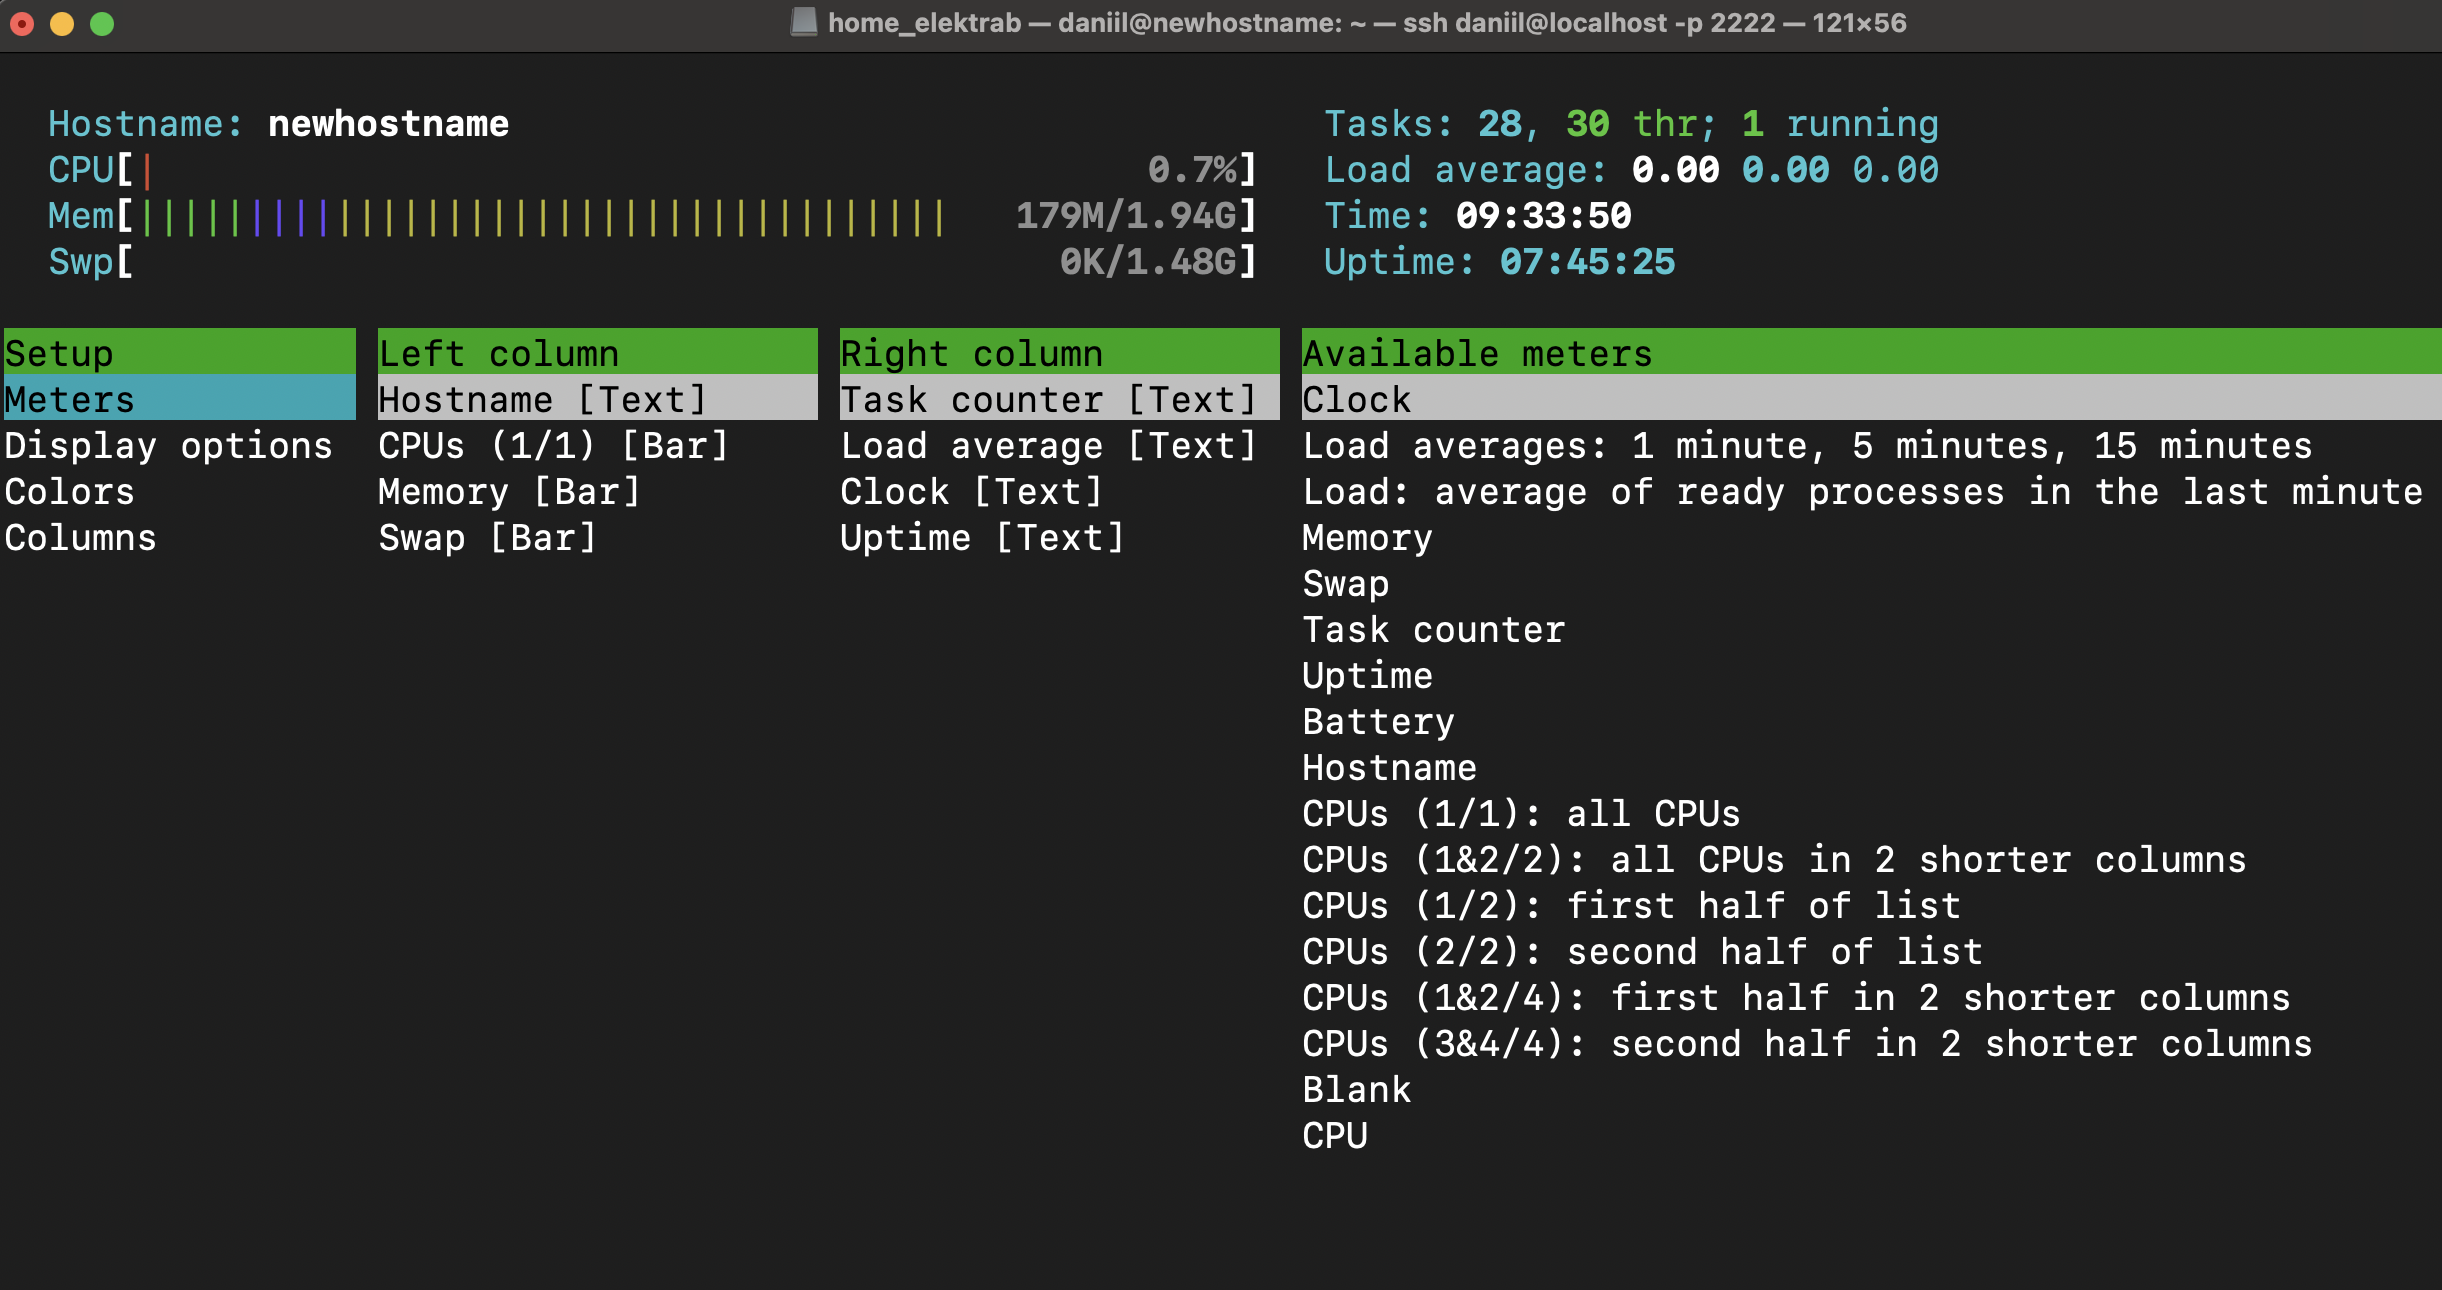 home_elektrab — daniil@newhostname: ~ — ssh daniil@localhost -p 2222 — 121×56
Hostname: newhostname
CPU[| 0.7%]
Mem[||||||||||||||||||||||||||||||||||||| 179M/1.94G]
Swp[ 0K/1.48G]
Tasks: 28, 30 thr; 1 running
Load average: 0.00 0.00 0.00
Time: 09:33:50
Uptime: 07:45:25
Setup
Meters
Display options
Colors
Columns
Left column
Hostname [Text]
CPUs (1/1) [Bar]
Memory [Bar]
Swap [Bar]
Right column
Task counter [Text]
Load average [Text]
Clock [Text]
Uptime [Text]
Available meters
Clock
Load averages: 1 minute, 5 minutes, 15 minutes
Load: average of ready processes in the last minute
Memory
Swap
Task counter
Uptime
Battery
Hostname
CPUs (1/1): all CPUs
CPUs (1&2/2): all CPUs in 2 shorter columns
CPUs (1/2): first half of list
CPUs (2/2): second half of list
CPUs (1&2/4): first half in 2 shorter columns
CPUs (3&4/4): second half in 2 shorter columns
Blank
CPU